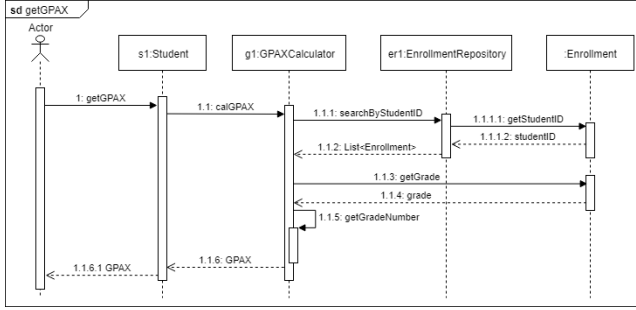 sd getGPAX
Actor
s1:Student
g1:GPAXCalculator
er1:EnrollmentRepository
:Enrollment
1: getGPAX
1.1: calGPAX
1.1.1: searchByStudentID
1.1.1.1: getStudentID
1.1.1.2: studentID
1.1.2: List<Enrollment>
1.1.3: getGrade
1.1.4: grade
1.1.5: getGradeNumber
1.1.6: GPAX
1.1.6.1 GPAX